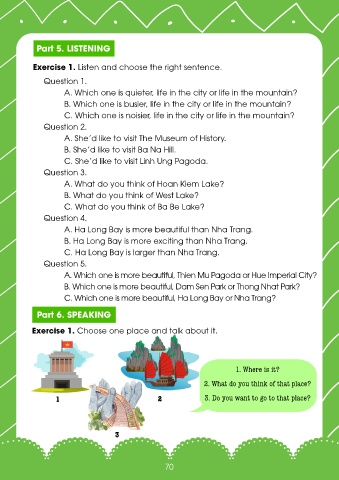 Part 5. LISTENING
Exercise 1. Listen and choose the right sentence.
Question 1.
A. Which one is quieter, life in the city or life in the mountain?
B. Which one is busier, life in the city or life in the mountain?
C. Which one is noisier, life in the city or life in the mountain?
Question 2.
A. She'd like to visit The Museum of History.
B. She'd like to visit Ba Na Hill.
C. She'd like to visit Linh Ung Pagoda.
Question 3.
A. What do you think of Hoan Kiem Lake?
B. What do you think of West Lake?
C. What do you think of Ba Be Lake?
Question 4.
A. Ha Long Bay is more beautiful than Nha Trang.
B. Ha Long Bay is more exciting than Nha Trang.
C. Ha Long Bay is larger than Nha Trang.
Question 5.
A. Which one is more beautiful, Thien Mu Pagoda or Hue Imperial City?
B. Which one is more beautiful, Dam Sen Park or Thong Nhat Park?
C. Which one is more beautiful, Ha Long Bay or Nha Trang?
Part 6. SPEAKING
Exercise 1. Choose one place and talk about it.
1. Where is it?
2. What do you think of that place?
3. Do you want to go to that place?
1
2
3
70